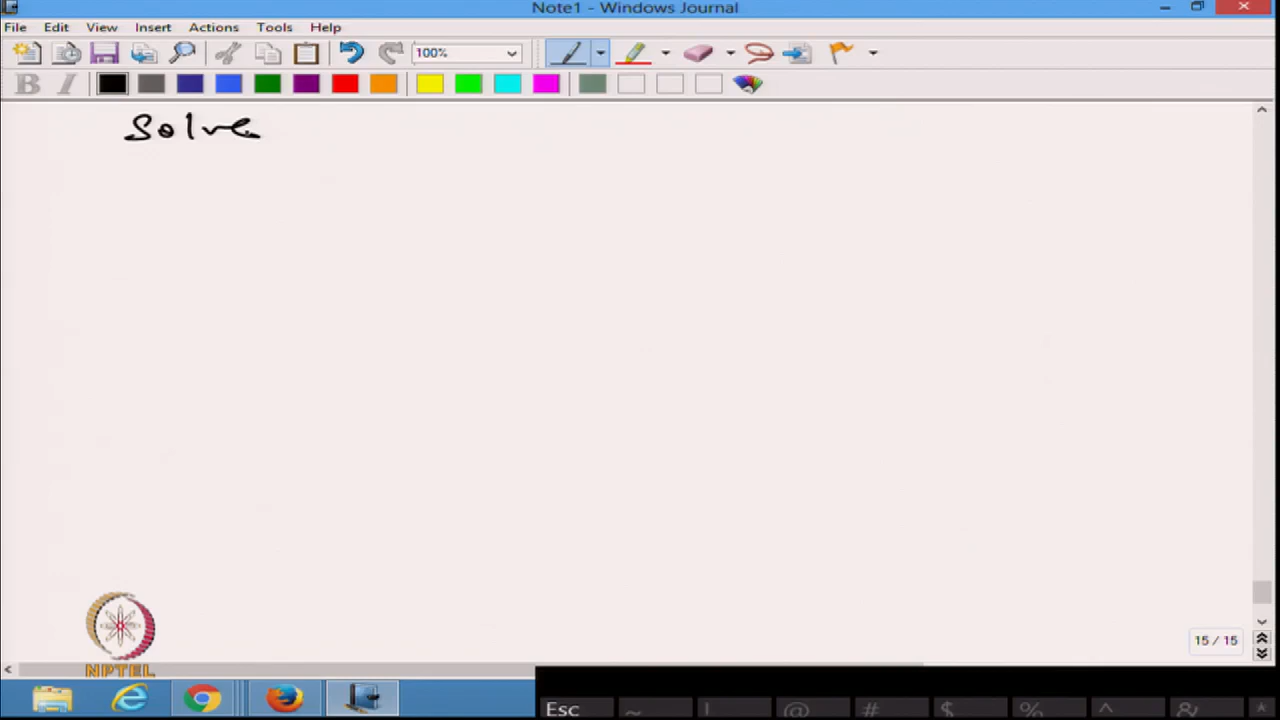 Note1 - Windows Journal
File Edit View Insert Actions Tools Help
100%
B I
Solve
NPTEL
15 / 15
Esc ~ ! @ # $ % ^ & *